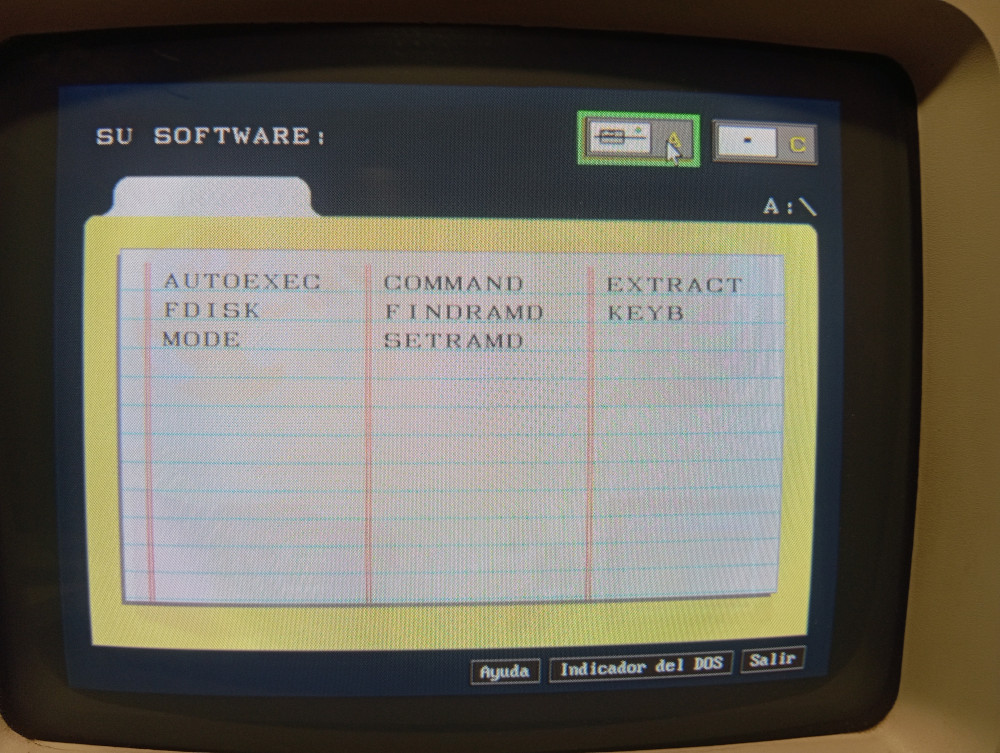 SU SOFTWARE:
A
C
A:\
AUTOEXEC COMMAND EXTRACT
FDISK FINDRAMD KEYB
MODE SETRAMD
Ayuda Indicador del DOS Salir